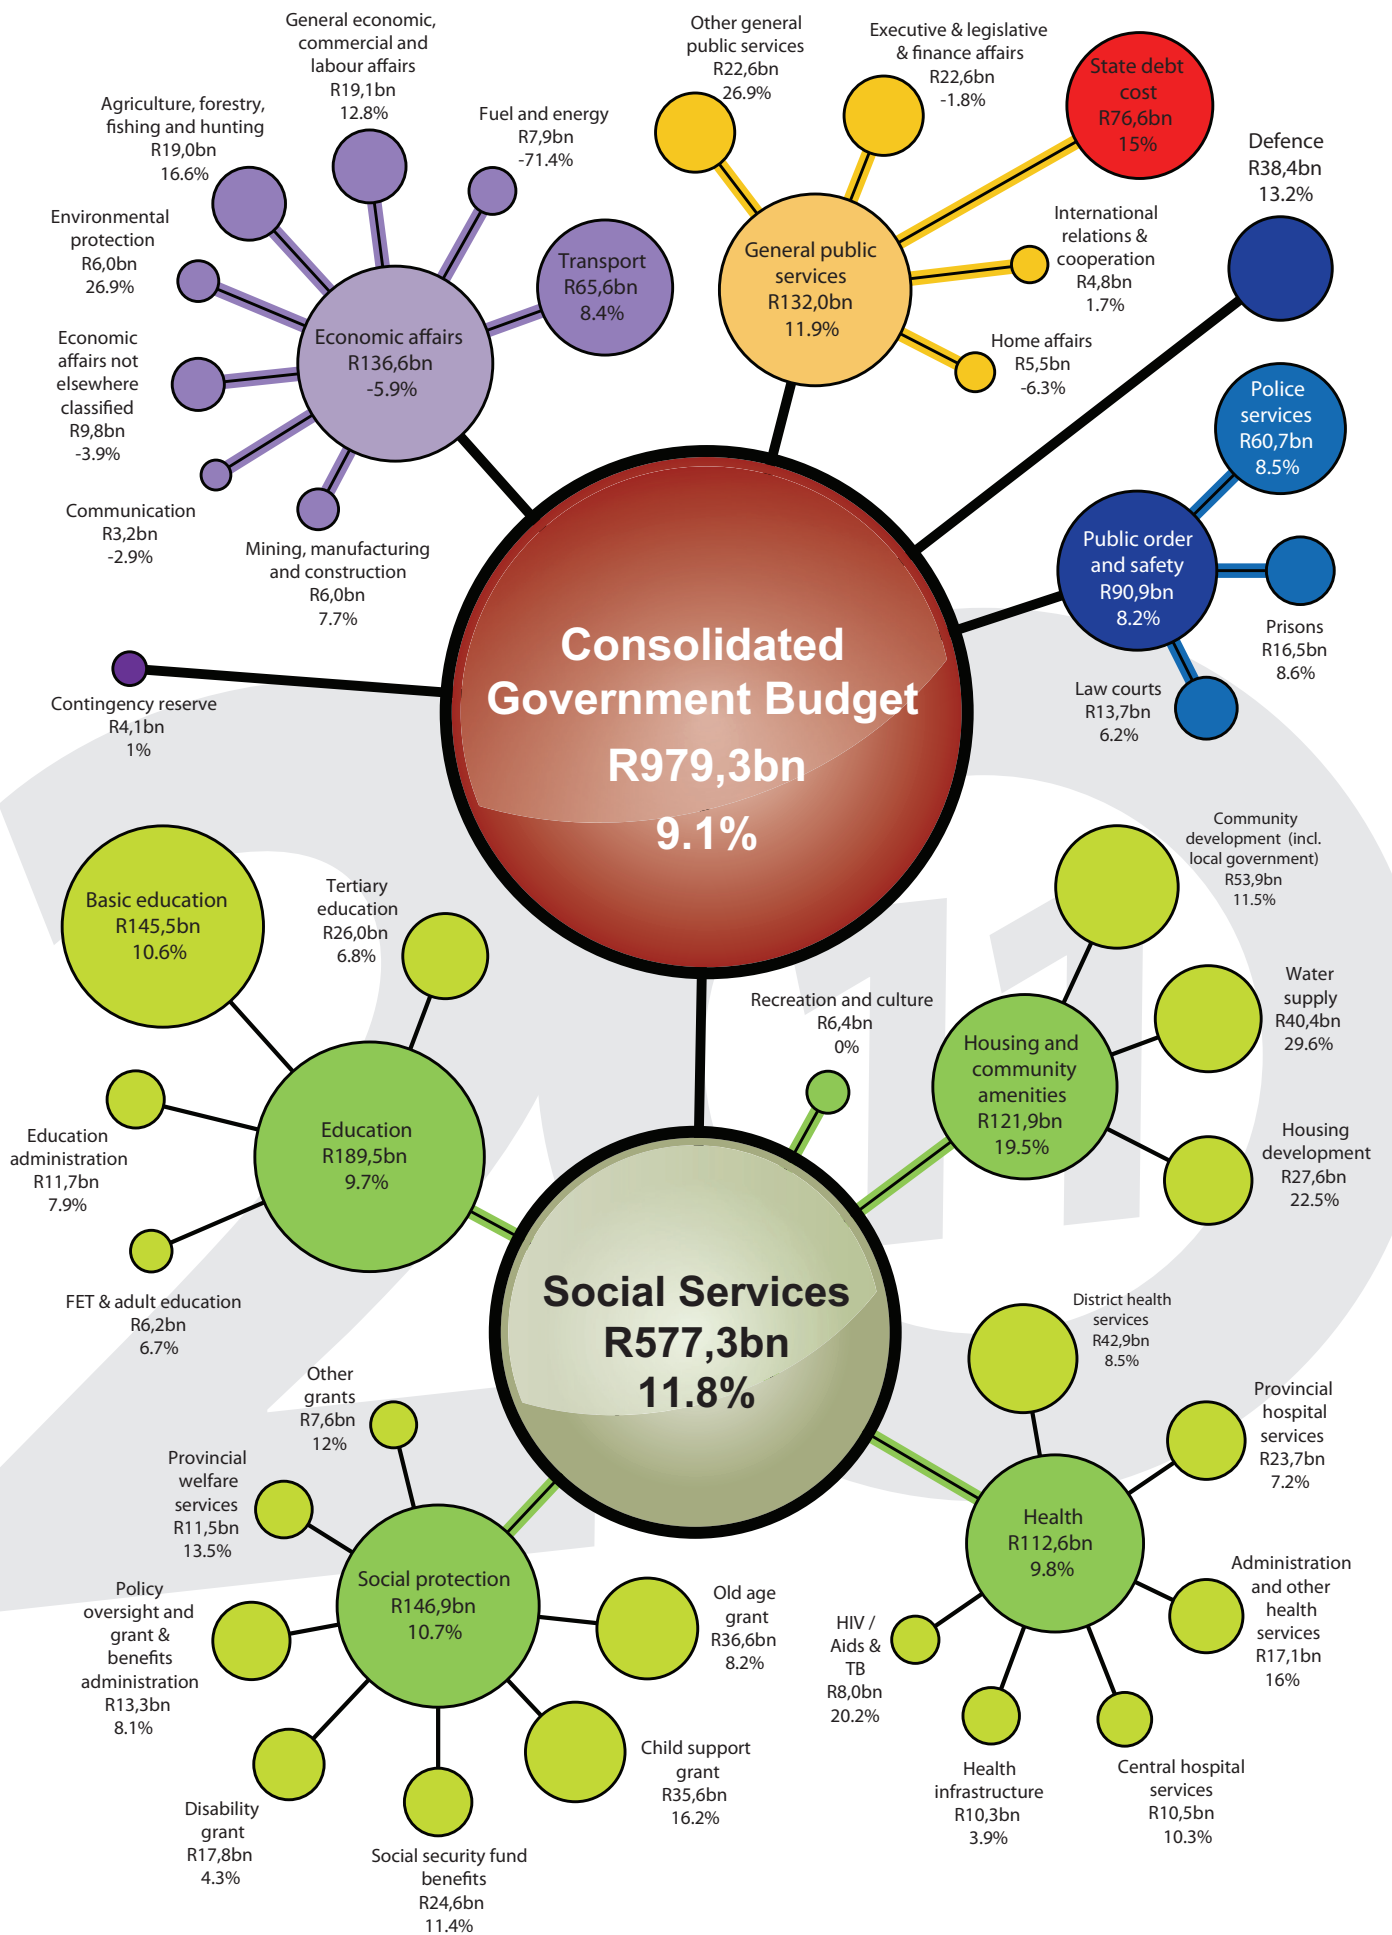 General economic,
commercial and
labour affairs
R19,1bn
12.8%
Agriculture, forestry,
fishing and hunting
R19,0bn
16.6%
Fuel and energy
R7,9bn
-71.4%
Environmental
protection
R6,0bn
26.9%
Transport
R65,6bn
8.4%
Economic affairs
R136,6bn
-5.9%
Economic
affairs not
elsewhere
classified
R9,8bn
-3.9%
Communication
R3,2bn
-2.9%
Mining, manufacturing
and construction
R6,0bn
7.7%
Other general
public services
R22,6bn
26.9%
Executive & legislative
& finance affairs
R22,6bn
-1.8%
State debt
cost
R76,6bn
15%
General public
services
R132,0bn
11.9%
International
relations &
cooperation
R4,8bn
1.7%
Home affairs
R5,5bn
-6.3%
Defence
R38,4bn
13.2%
Police
services
R60,7bn
8.5%
Public order
and safety
R90,9bn
8.2%
Prisons
R16,5bn
8.6%
Law courts
R13,7bn
6.2%
Contingency reserve
R4,1bn
1%
Consolidated
Government Budget
R979,3bn
9.1%
2011
Basic education
R145,5bn
10.6%
Tertiary
education
R26,0bn
6.8%
Education
administration
R11,7bn
7.9%
Education
R189,5bn
9.7%
FET & adult education
R6,2bn
6.7%
Recreation and culture
R6,4bn
0%
Community
development (incl.
local government)
R53,9bn
11.5%
Water
supply
R40,4bn
29.6%
Housing and
community
amenities
R121,9bn
19.5%
Housing
development
R27,6bn
22.5%
Social Services
R577,3bn
11.8%
District health
services
R42,9bn
8.5%
Provincial
hospital
services
R23,7bn
7.2%
Health
R112,6bn
9.8%
Administration
and other
health
services
R17,1bn
16%
HIV /
Aids &
TB
R8,0bn
20.2%
Health
infrastructure
R10,3bn
3.9%
Central hospital
services
R10,5bn
10.3%
Other
grants
R7,6bn
12%
Provincial
welfare
services
R11,5bn
13.5%
Social protection
R146,9bn
10.7%
Policy
oversight and
grant &
benefits
administration
R13,3bn
8.1%
Old age
grant
R36,6bn
8.2%
Child support
grant
R35,6bn
16.2%
Disability
grant
R17,8bn
4.3%
Social security fund
benefits
R24,6bn
11.4%